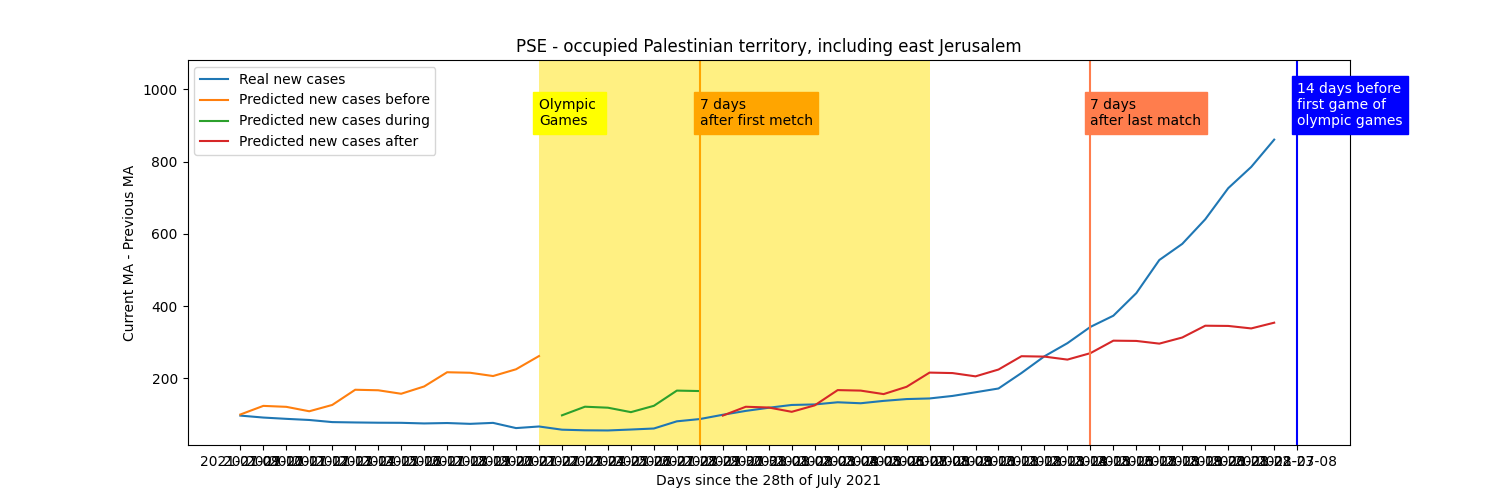 PSE - occupied Palestinian territory, including east Jerusalem
Real new cases
Predicted new cases before
Predicted new cases during
Predicted new cases after
Olympic
Games
7 days
after first metch
7 days
after last match
14 days before
first game of
olympic games
1000
800
600
400
200
Current MA - Previous MA
Days since the 28th of July 2021